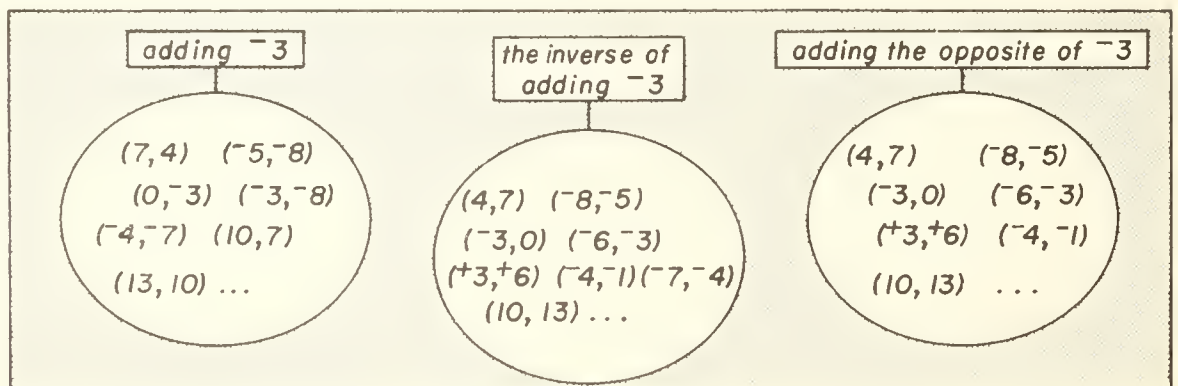 adding ⁻3
(7,4) (⁻5,⁻8)
(0,⁻3) (⁻3,⁻8)
(⁻4,⁻7) (10,7)
(13,10) ...
the inverse of
adding ⁻3
(4,7) (⁻8,⁻5)
(⁻3,0) (⁻6,⁻3)
(⁺3,⁺6) (⁻4,⁻1) (⁻7,⁻4)
(10,13) ...
adding the opposite of ⁻3
(4,7) (⁻8,⁻5)
(⁻3,0) (⁻6,⁻3)
(⁺3,⁺6) (⁻4,⁻1)
(10,13) ...